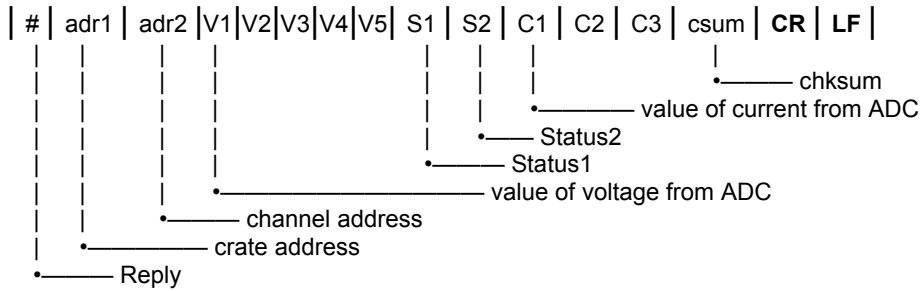 | # | adr1 | adr2 |V1|V2|V3|V4|V5| S1 | S2 | C1 | C2 | C3 | csum | CR | LF |
chksum
value of current from ADC
Status2
Status1
value of voltage from ADC
channel address
crate address
Reply